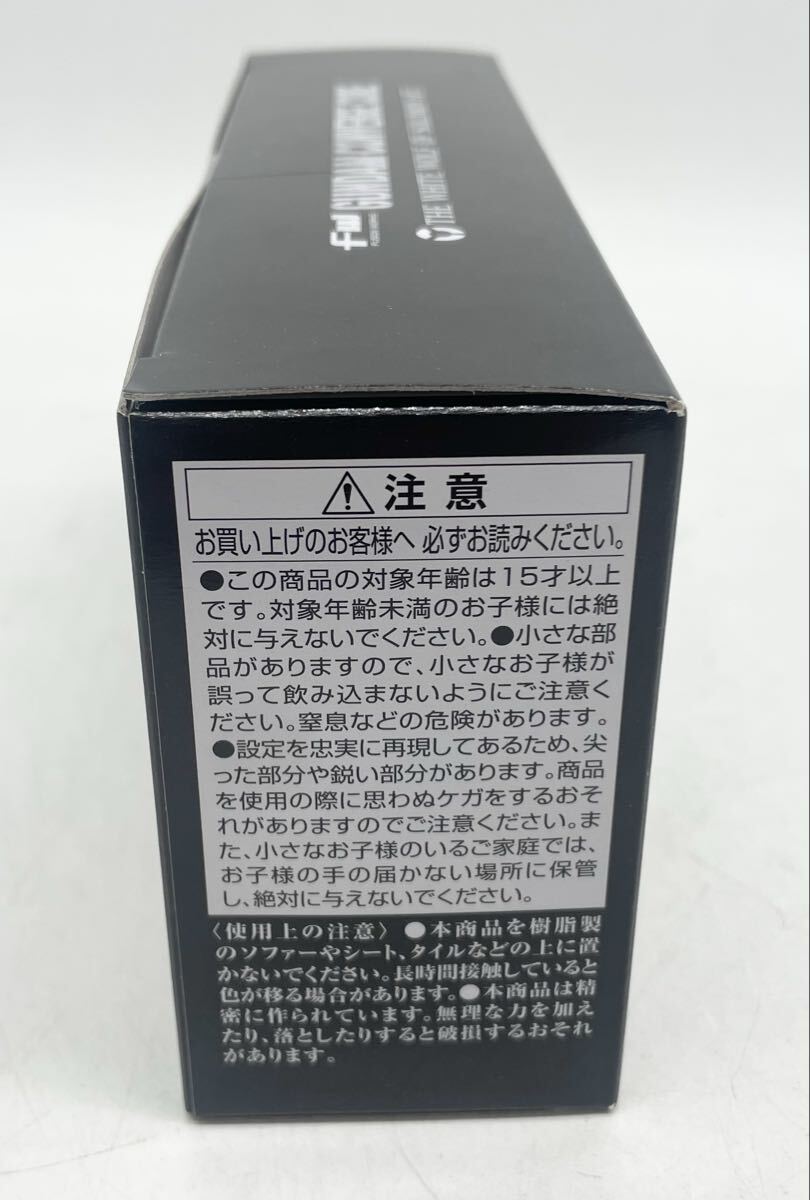 FW GUNDAM CONVERGE CORE
THE WHITE
注意
お買い上げのお客様へ 必ずお読みください。
●この商品の対象年齢は15才以上
です。対象年齢未満のお子様には絶
対に与えないでください。●小さな部
品がありますので、小さなお子様が
誤って飲み込まないようにご注意く
ださい。窒息などの危険があります。
●設定を忠実に再現してあるため、尖
った部分や鋭い部分があります。商品
を使用の際に思わぬケガをするおそ
れがありますのでご注意ください。ま
た、小さなお子様のいるご家庭では、
お子様の手の届かない場所に保管
し、絶対に与えないでください。
〈使用上の注意〉●本商品を樹脂製
のソファーやシート、タイルなどの上に置
かないでください。長時間接触していると
色が移る場合があります。●本商品は精
密に作られています。無理な力を加え
たり、落としたりすると破損するおそれ
があります。